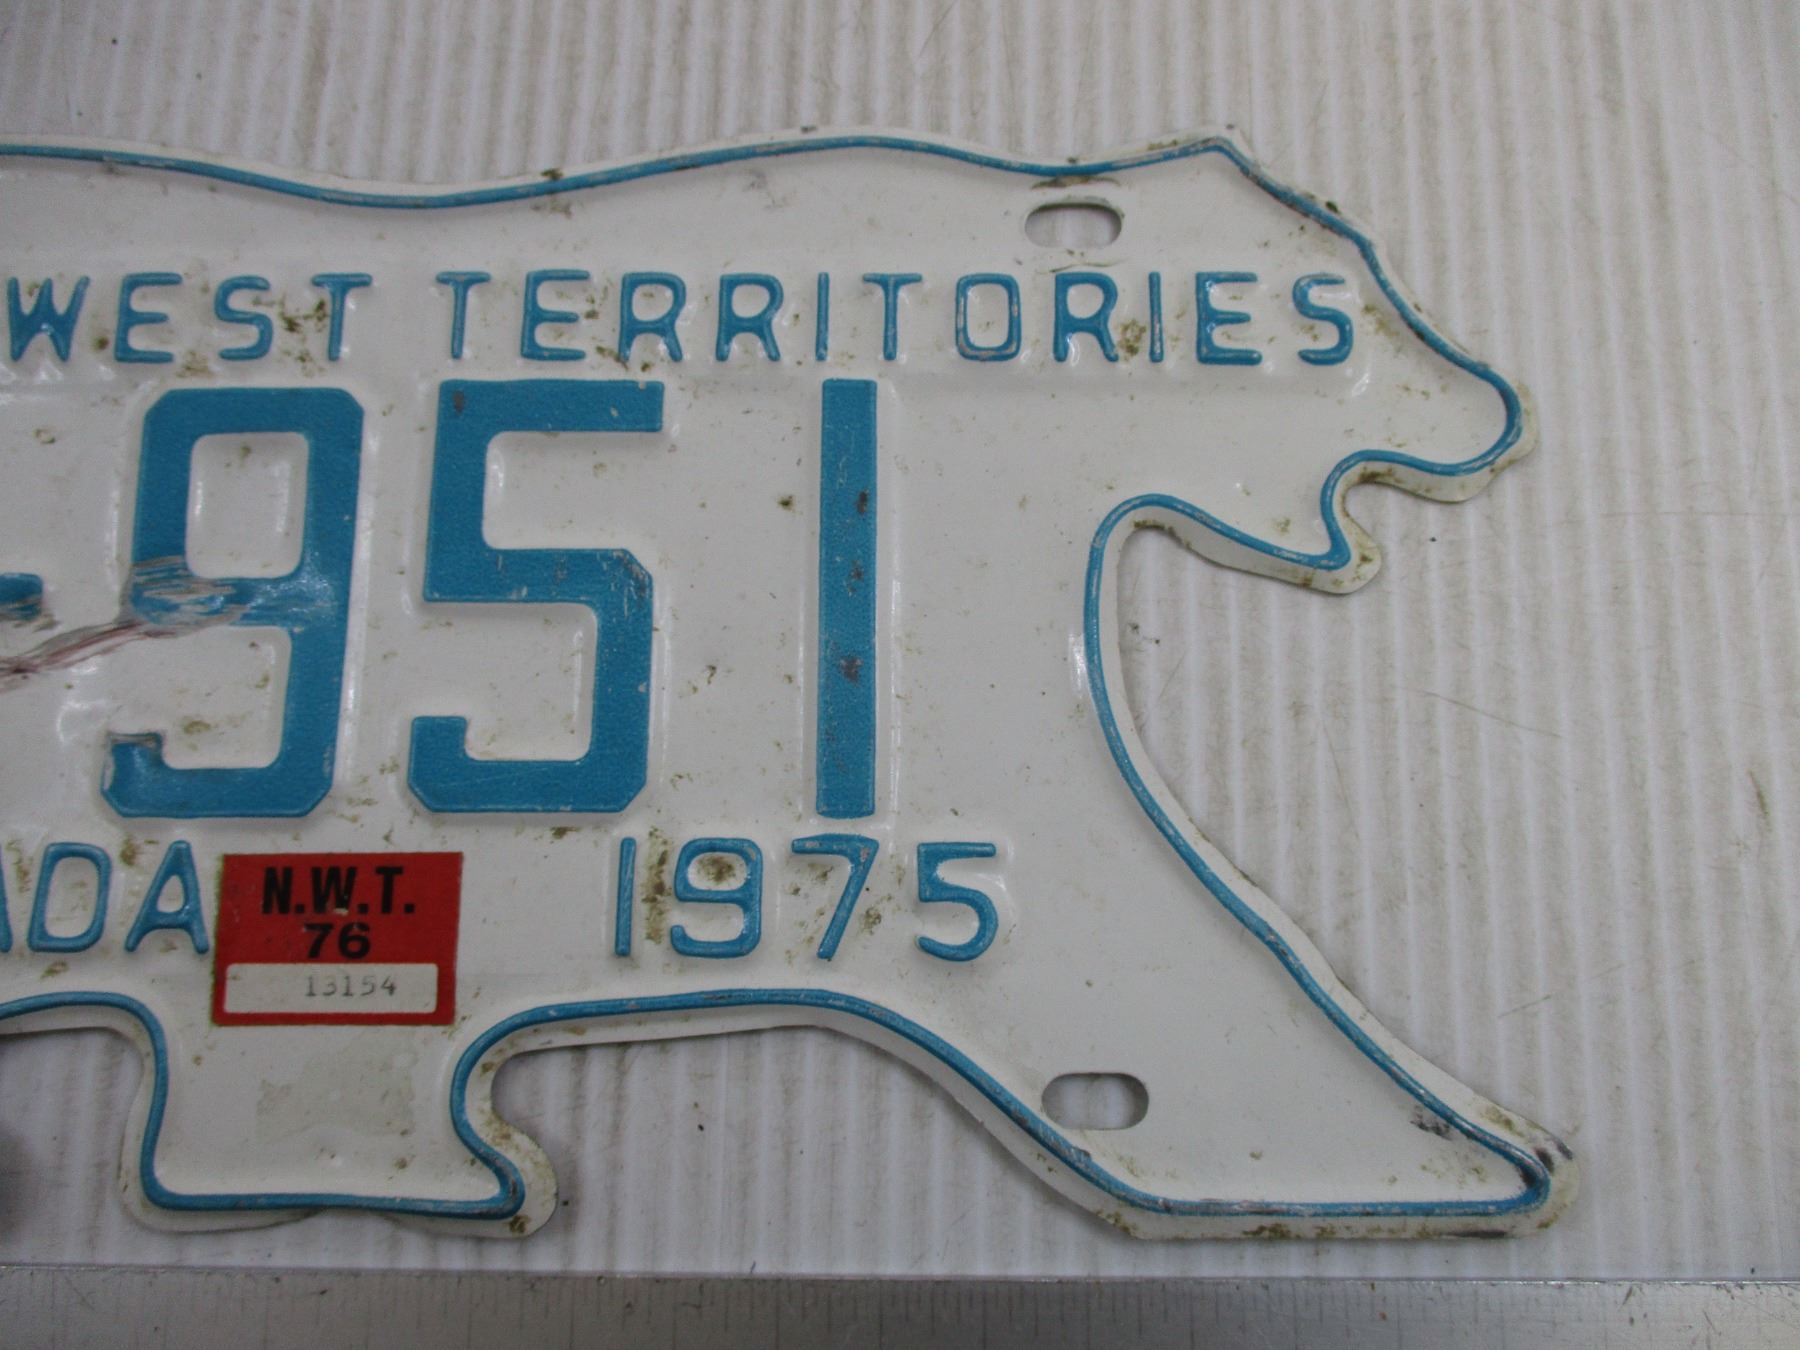 WEST TERRITORIES
-951
ADA
1975
N.W.T.
76
13154